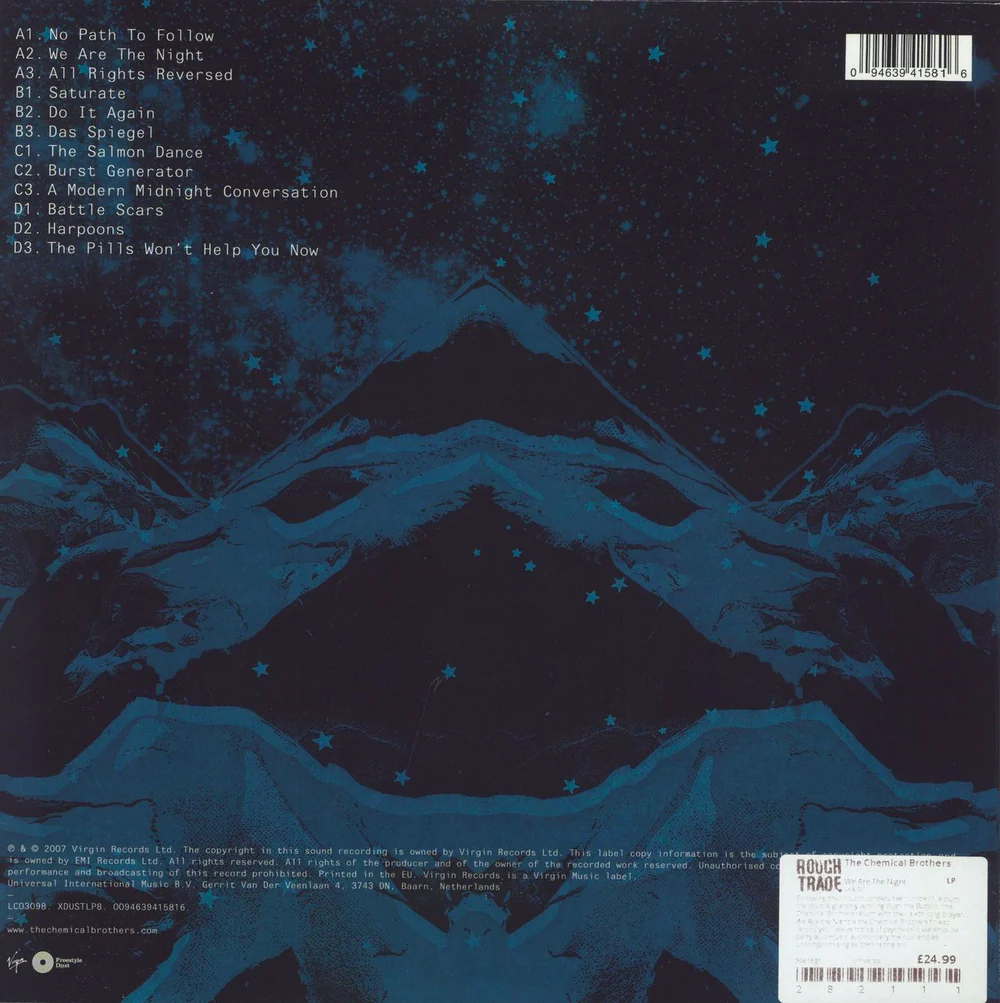 A1. No Path To Follow
A2. We Are The Night
A3. All Rights Reversed
B1. Saturate
B2. Do It Again
B3. Das Spiegel
C1. The Salmon Dance
C2. Burst Generator
C3. A Modern Midnight Conversation
D1. Battle Scars
D2. Harpoons
D3. The Pills Won't Help You Now
0 94639 41581 6
℗ & © 2007 Virgin Records Ltd. The copyright in this sound recording is owned by Virgin Records Ltd. This label copy information is the
is owned by EMI Records Ltd. All rights reserved. All rights of the producer and of the owner of the recorded work reserved. Unauthorised
performance and broadcasting of this record prohibited. Printed in the EU. Virgin Records is a Virgin Music label.
Universal International Music B.V. Gerrit Van Der Veenlaan 4, 3743 DN, Baarn, Netherlands
LC03098. XDUSTLP8. 0094639415816.
www.thechemicalbrothers.com
Virgin
Freestyle
Dust
ROUGH
TRADE
The Chemical Brothers
We Are The Night
LP
£24.99
2 8 2 1 1 1